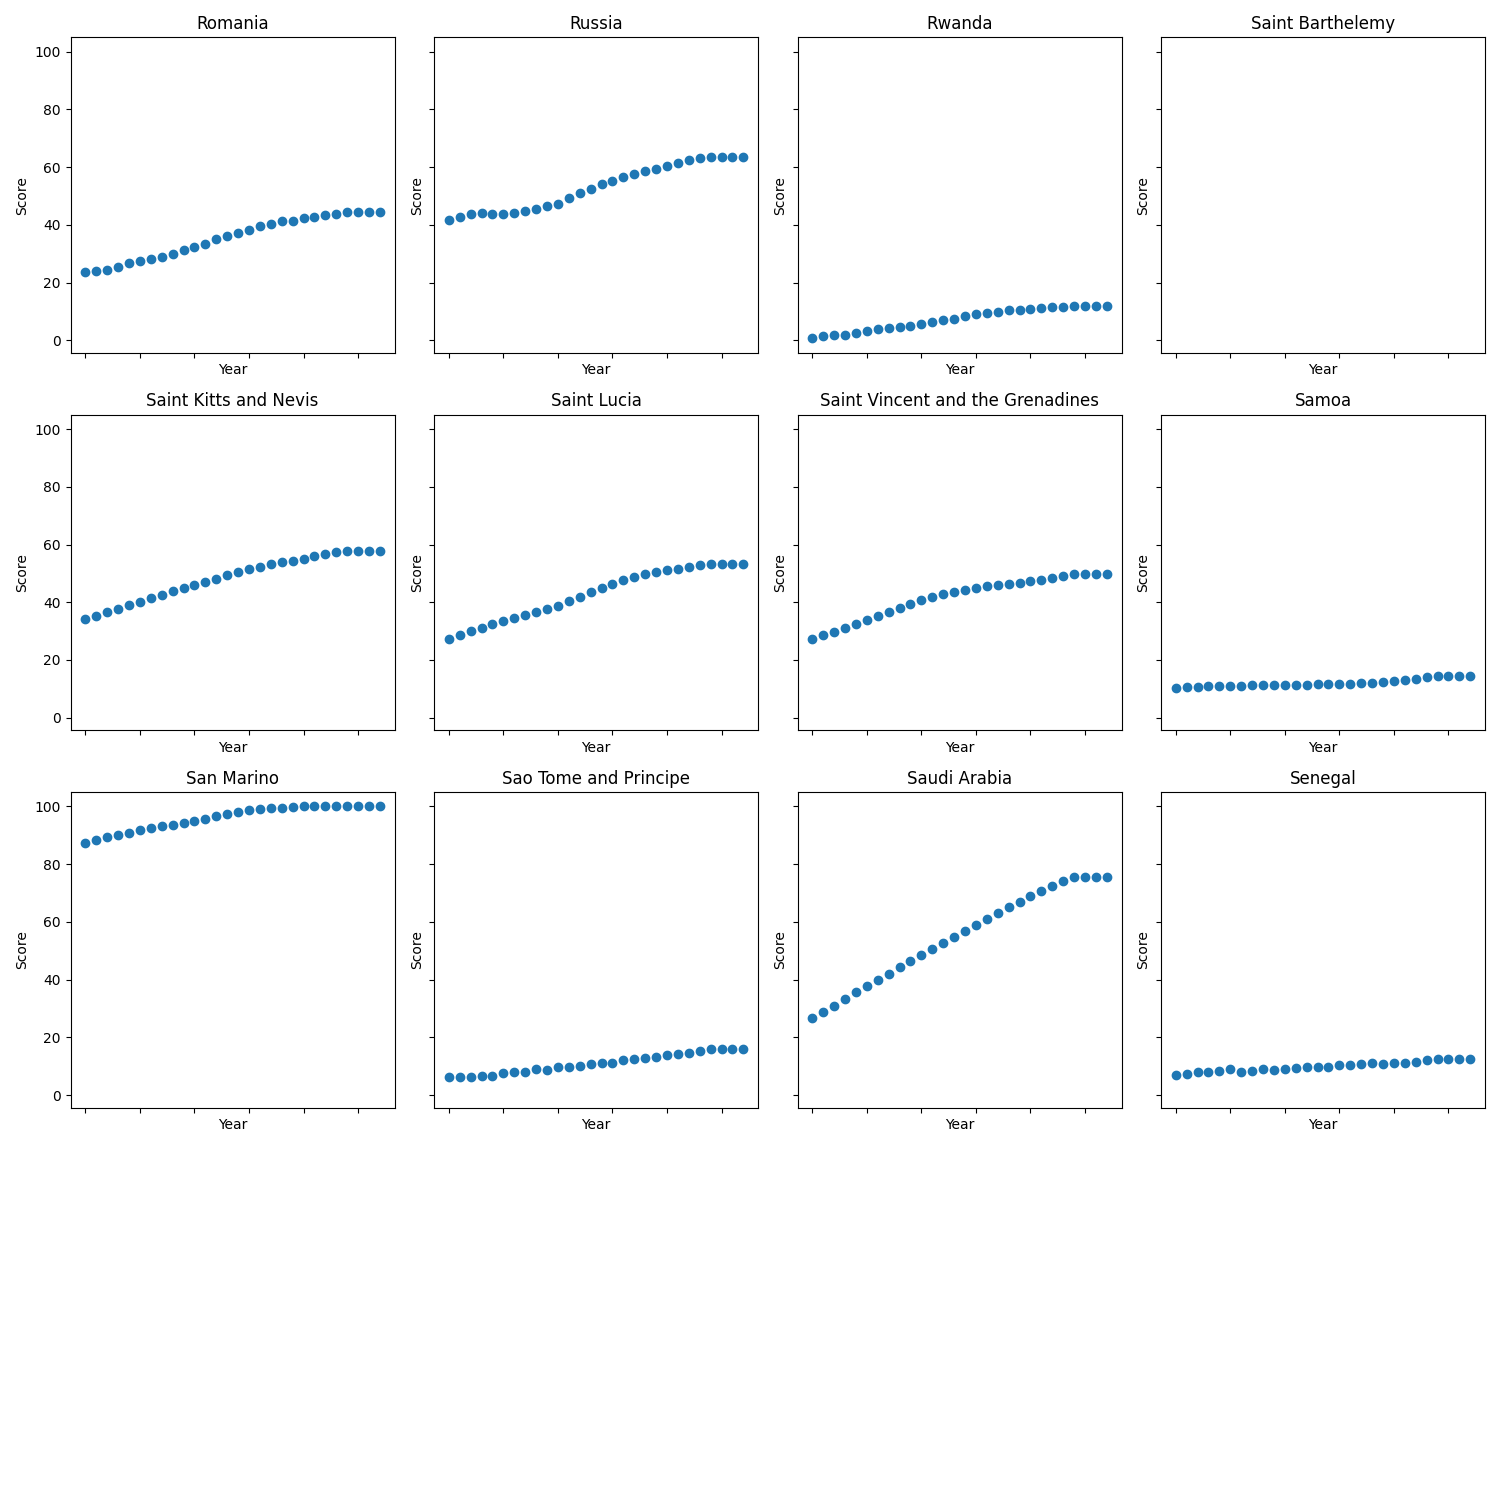 Romania
Russia
Rwanda
Saint Barthelemy
100
80
60
40
20
0
Score
Score
Score
Score
Year
Year
Year
Year
Saint Kitts and Nevis
Saint Lucia
Saint Vincent and the Grenadines
Samoa
100
80
60
40
20
0
Score
Score
Score
Score
Year
Year
Year
Year
San Marino
Sao Tome and Principe
Saudi Arabia
Senegal
100
80
60
40
20
0
Score
Score
Score
Score
Year
Year
Year
Year